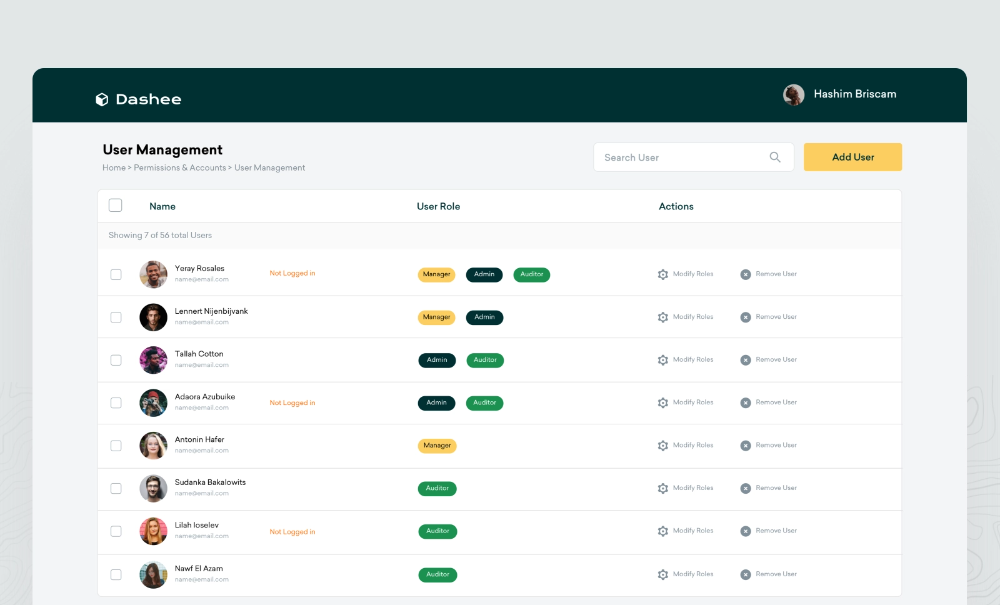 Dashee
Hashim Briscam
User Management
Home > Permissions & Accounts > User Management
Search User
Add User
Name User Role Actions
Showing 7 of 56 total Users
Yeray Rosales
name@email.com
Not Logged in
Manager Admin Auditor
Modify Roles Remove User
Lennert Nijenbijvank
name@email.com
Manager Admin
Modify Roles Remove User
Tallah Cotton
name@email.com
Admin Auditor
Modify Roles Remove User
Adaora Azubuike
name@email.com
Not Logged in
Admin Auditor
Modify Roles Remove User
Antonin Hafer
name@email.com
Manager
Modify Roles Remove User
Sudanka Bakalowits
name@email.com
Auditor
Modify Roles Remove User
Lilah Ioselev
name@email.com
Not Logged in
Auditor
Modify Roles Remove User
Nawf El Azam
name@email.com
Auditor
Modify Roles Remove User